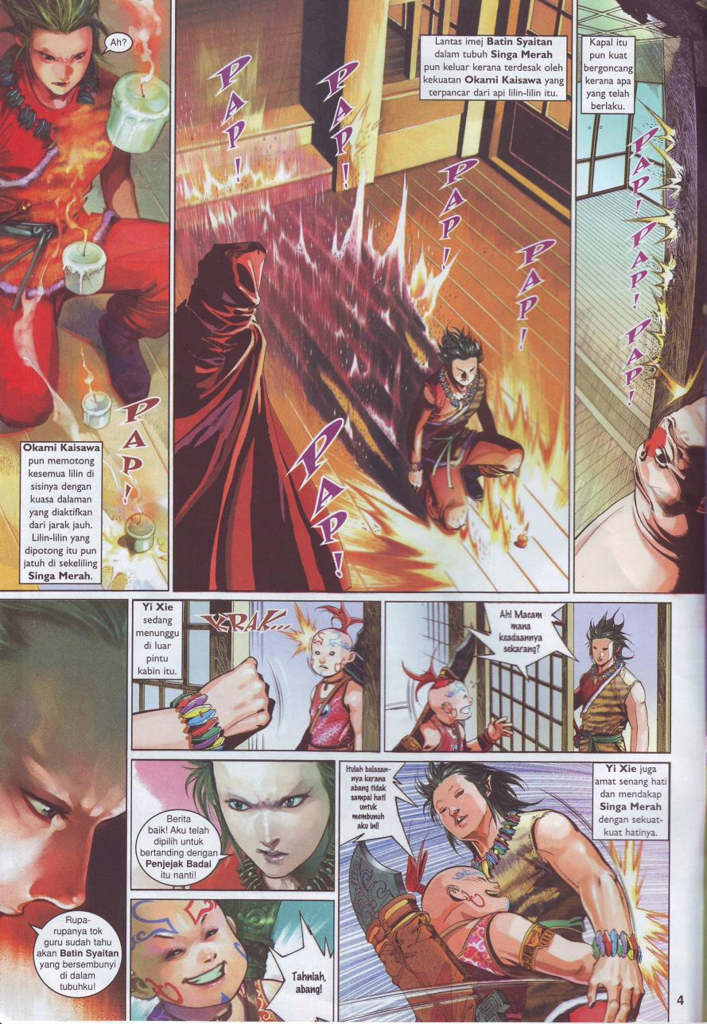 Ah?
Okami Kaisawa
pun memotong
kesemua lilin di
sisinya dengan
kuasa dalaman
yang diaktifkan
dari jarak jauh.
Lilin-lilin yang
dipotong itu pun
jatuh di sekeliling
Singa Merah.
PAP!
Lantas imej Batin Syaitan
dalam tubuh Singa Merah
pun keluar kerana terdesak oleh
kekuatan Okami Kaisawa yang
terpancar dari api lilin-lilin itu.
PAP!
PAP!
PAP!
PAP!
PAP!
Kapal itu
pun kuat
bergoncang
kerana apa
yang telah
berlaku.
PAP!
PAP!
PAP!
Rupa-
rupanya tok
guru sudah tahu
akan Batin Syaitan
yang bersembunyi
di dalam
tubuhku!
Yi Xie
sedang
menunggu
di luar
pintu
kabin itu.
KRAK...
Ah! Macam
mana
keadaannya
sekarang?
Berita
baik! Aku telah
dipilih untuk
bertanding dengan
Penjejak Badai
itu nanti!
Tahniah,
abang!
Itulah balasan-
nya kerana
abang tidak
sampai hati
untuk
membunuh
aku ini!
Yi Xie juga
amat senang hati
dan mendakap
Singa Merah
dengan sekuat-
kuat hatinya.
4